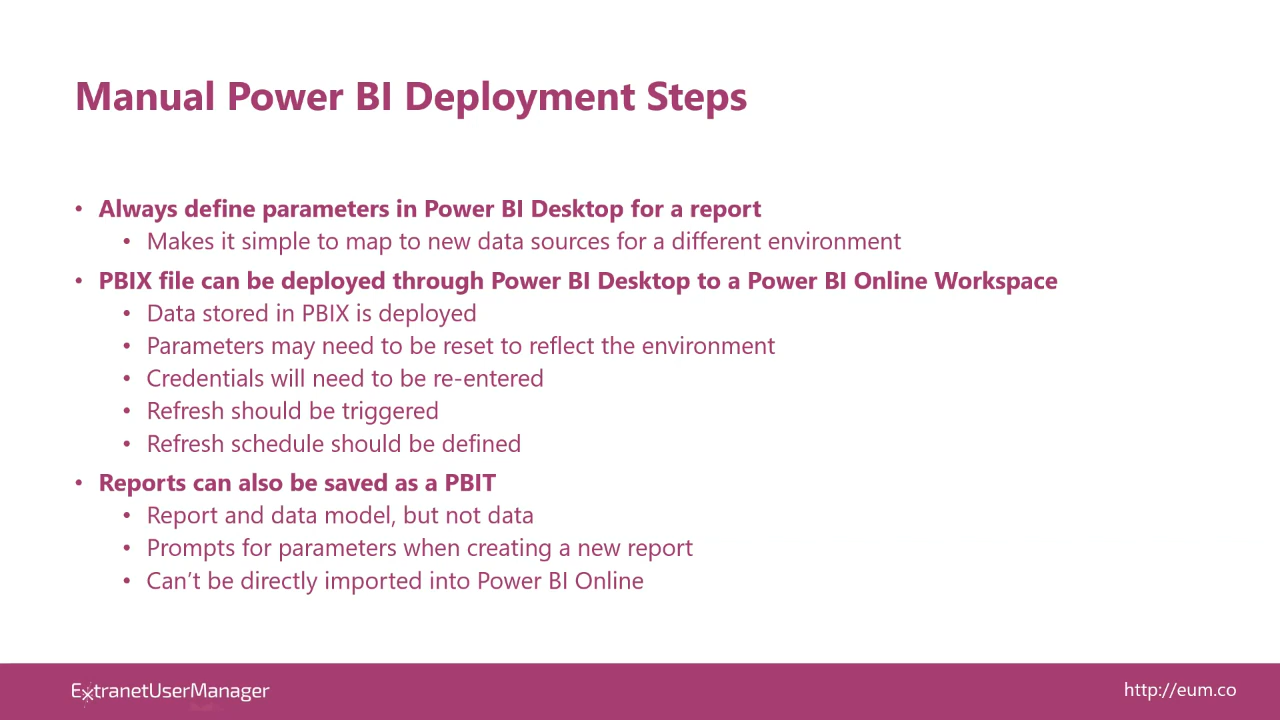 Manual Power BI Deployment Steps
• Always define parameters in Power BI Desktop for a report
• Makes it simple to map to new data sources for a different environment
• PBIX file can be deployed through Power BI Desktop to a Power BI Online Workspace
• Data stored in PBIX is deployed
• Parameters may need to be reset to reflect the environment
• Credentials will need to be re-entered
• Refresh should be triggered
• Refresh schedule should be defined
• Reports can also be saved as a PBIT
• Report and data model, but not data
• Prompts for parameters when creating a new report
• Can’t be directly imported into Power BI Online
ExtranetUserManager
http://eum.co